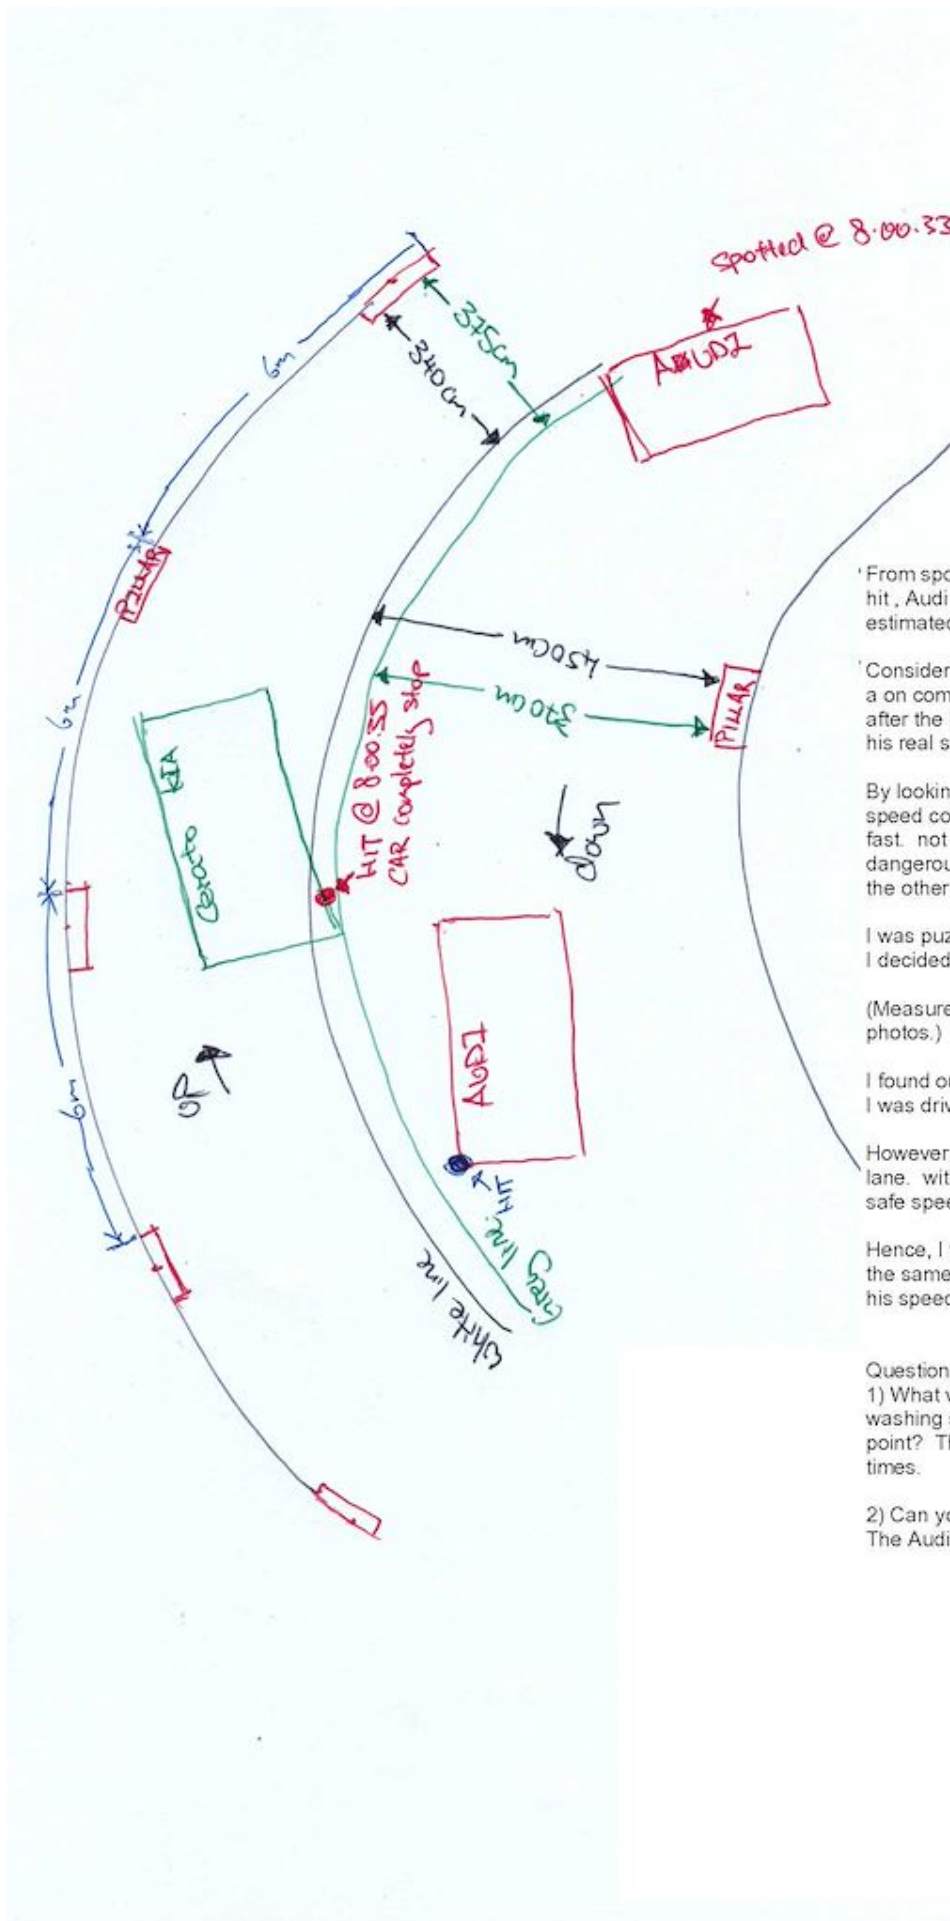 Spotted @ 8.00.33
AUDI
375cm
340cm
6m
PILLAR
450cm
370cm
PILLAR
6m
HIT @ 8.00.35
CAR completely stop
KIA
Cerato
Down
AUDI
UP
6m
HIT
Grey line
White line
From spo
hit , Audi
estimated
Consider
a on com
after the
his real s
By lookin
speed co
fast. not
dangerou
the other
I was puz
I decided
(Measure
photos.)
I found o
I was driv
However
lane. wit
safe spee
Hence, I
the same
his speed
Question
1) What
washing
point? Th
times.
2) Can yo
The Audi